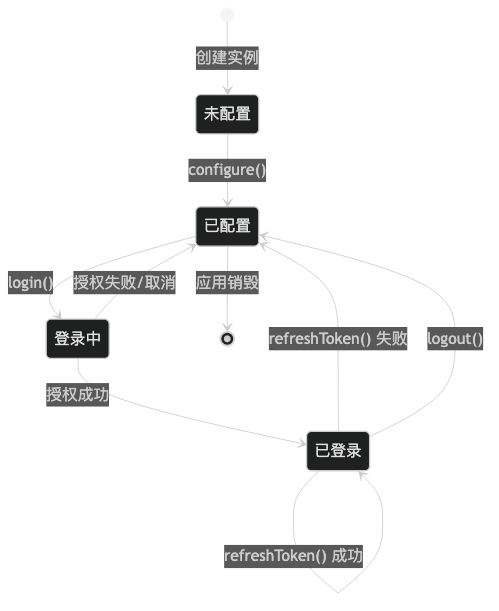 创建实例
未配置
configure()
已配置
login()
授权失败/取消
应用销毁
登录中
refreshToken() 失败
logout()
授权成功
已登录
refreshToken() 成功